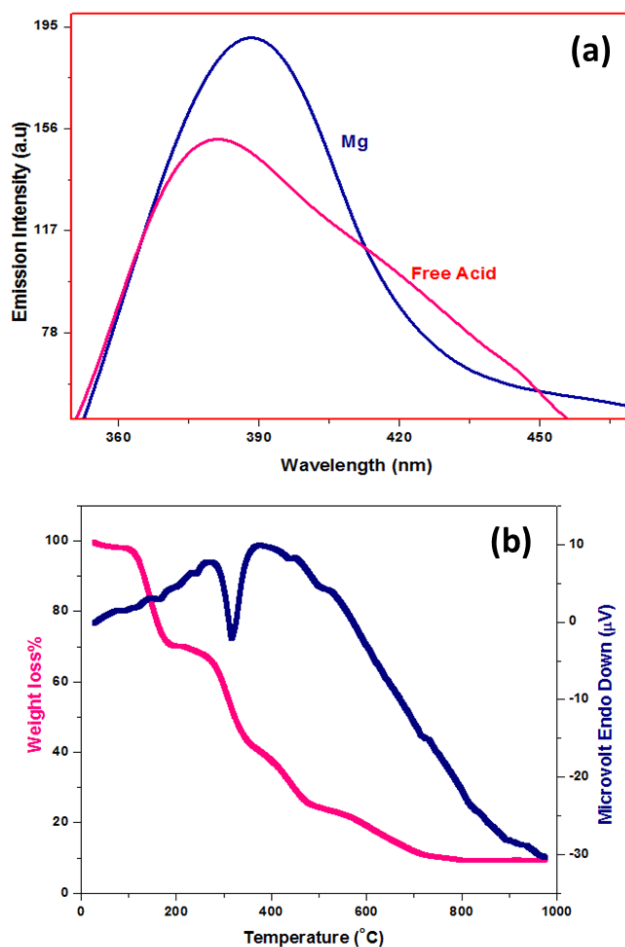 (a)
195
156
117
78
Emission Intensity (a.u)
Mg
Free Acid
360 390 420 450
Wavelength (nm)
(b)
100
80
60
40
20
0
Weight loss%
10
0
-10
-20
-30
Microvolt Endo Down (µV)
0 200 400 600 800 1000
Temperature (°C)